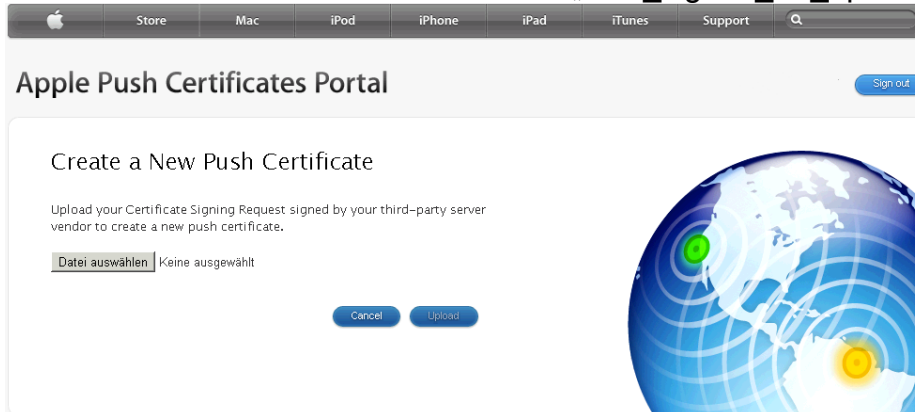 Store Mac iPod iPhone iPad iTunes Support
Apple Push Certificates Portal
Sign out
Create a New Push Certificate
Upload your Certificate Signing Request signed by your third-party server
vendor to create a new push certificate.
Datei auswählen Keine ausgewählt
Cancel Upload